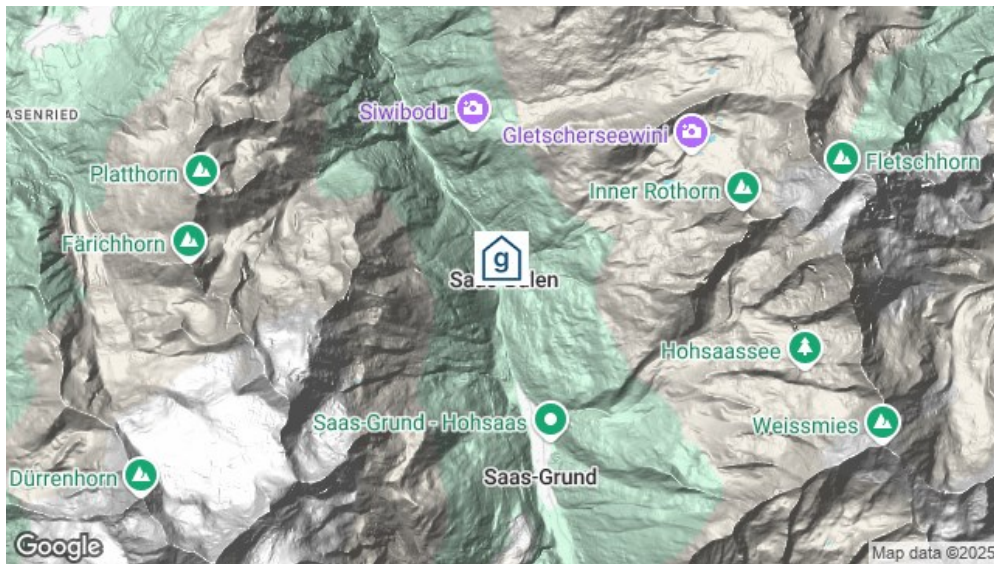 ASENRIED
Siwibodu
Gletscherseewini
Platthorn
Fletschhorn
Inner Rothorn
Färichhorn
g
Hohsaassee
Saas-Grund - Hohsaas
Weissmies
Dürrenhorn
Saas-Grund
Google
Map data ©2025